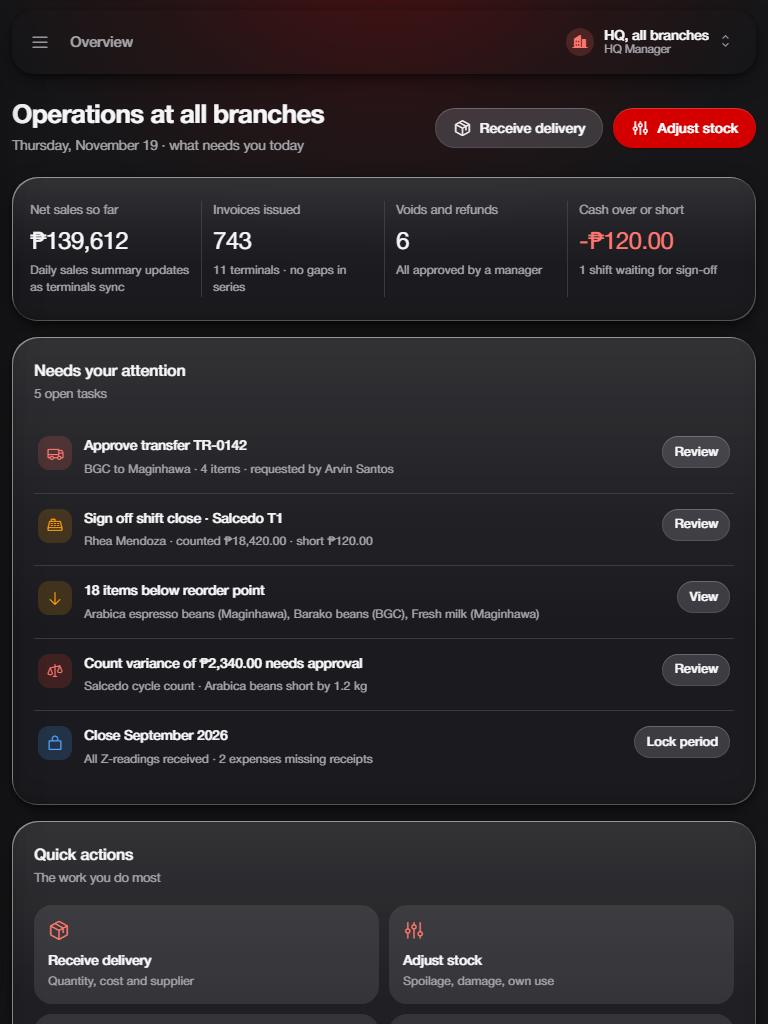 Overview
HQ, all branches
HQ Manager
Operations at all branches
Thursday, November 19 · what needs you today
Receive delivery
Adjust stock
Net sales so far
₱139,612
Daily sales summary updates
as terminals sync
Invoices issued
743
11 terminals · no gaps in
series
Voids and refunds
6
All approved by a manager
Cash over or short
-₱120.00
1 shift waiting for sign-off
Needs your attention
5 open tasks
Approve transfer TR-0142
BGC to Maginhawa · 4 items · requested by Arvin Santos
Review
Sign off shift close · Salcedo T1
Rhea Mendoza · counted ₱18,420.00 · short ₱120.00
Review
18 items below reorder point
Arabica espresso beans (Maginhawa), Barako beans (BGC), Fresh milk (Maginhawa)
View
Count variance of ₱2,340.00 needs approval
Salcedo cycle count · Arabica beans short by 1.2 kg
Review
Close September 2026
All Z-readings received · 2 expenses missing receipts
Lock period
Quick actions
The work you do most
Receive delivery
Quantity, cost and supplier
Adjust stock
Spoilage, damage, own use